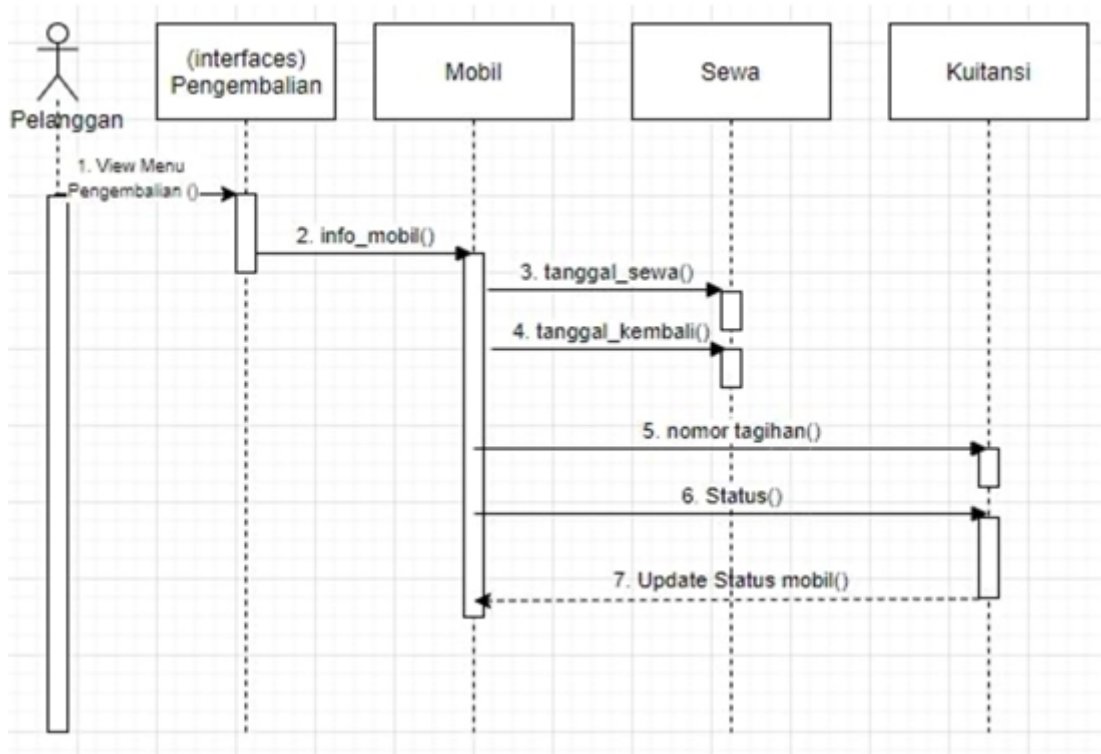 Pelanggan
(interfaces)
Pengembalian
Mobil
Sewa
Kuitansi
1. View Menu
Pengembalian ()
2. info_mobil()
3. tanggal_sewa()
4. tanggal_kembali()
5. nomor tagihan()
6. Status()
7. Update Status mobil()